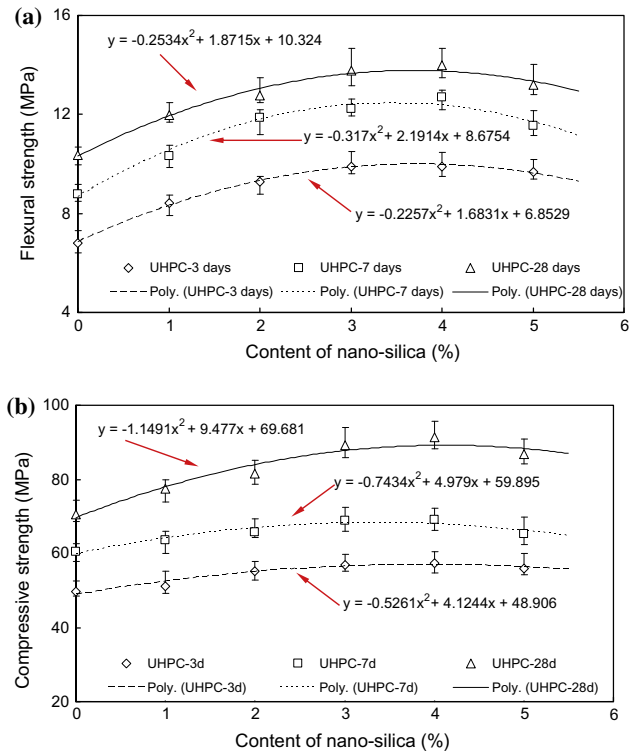 (a)
Flexural strength (MPa)
16
12
8
4
y = -0.2534x²+ 1.8715x + 10.324
y = -0.317x² + 2.1914x + 8.6754
y = -0.2257x² + 1.6831x + 6.8529
UHPC-3 days UHPC-7 days UHPC-28 days
Poly. (UHPC-3 days) Poly. (UHPC-7 days) Poly. (UHPC-28 days)
0 1 2 3 4 5 6
Content of nano-silica (%)
(b)
Compressive strength (MPa)
120
100
80
60
40
20
y = -1.1491x² + 9.477x + 69.681
y = -0.7434x² + 4.979x + 59.895
y = -0.5261x²+ 4.1244x + 48.906
UHPC-3d UHPC-7d UHPC-28d
Poly. (UHPC-3d) Poly. (UHPC-7d) Poly. (UHPC-28d)
0 1 2 3 4 5 6
Content of nano-silica (%)